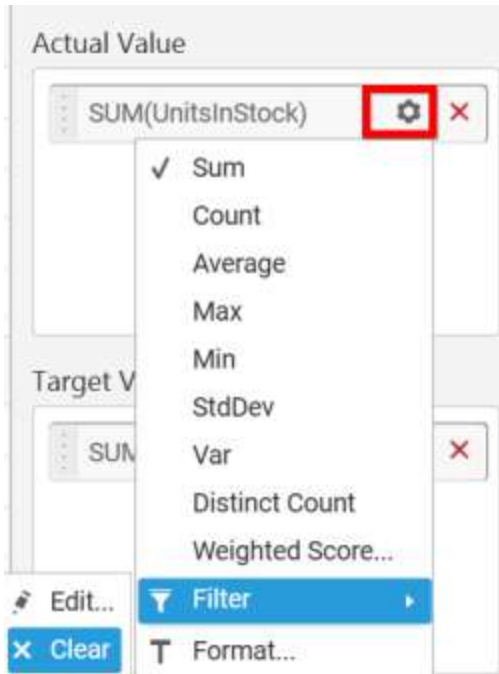 Actual Value
SUM(UnitsInStock)
Sum
Count
Average
Max
Min
Target V
StdDev
SUM
Var
Distinct Count
Weighted Score...
Edit...
Filter
Clear
Format...